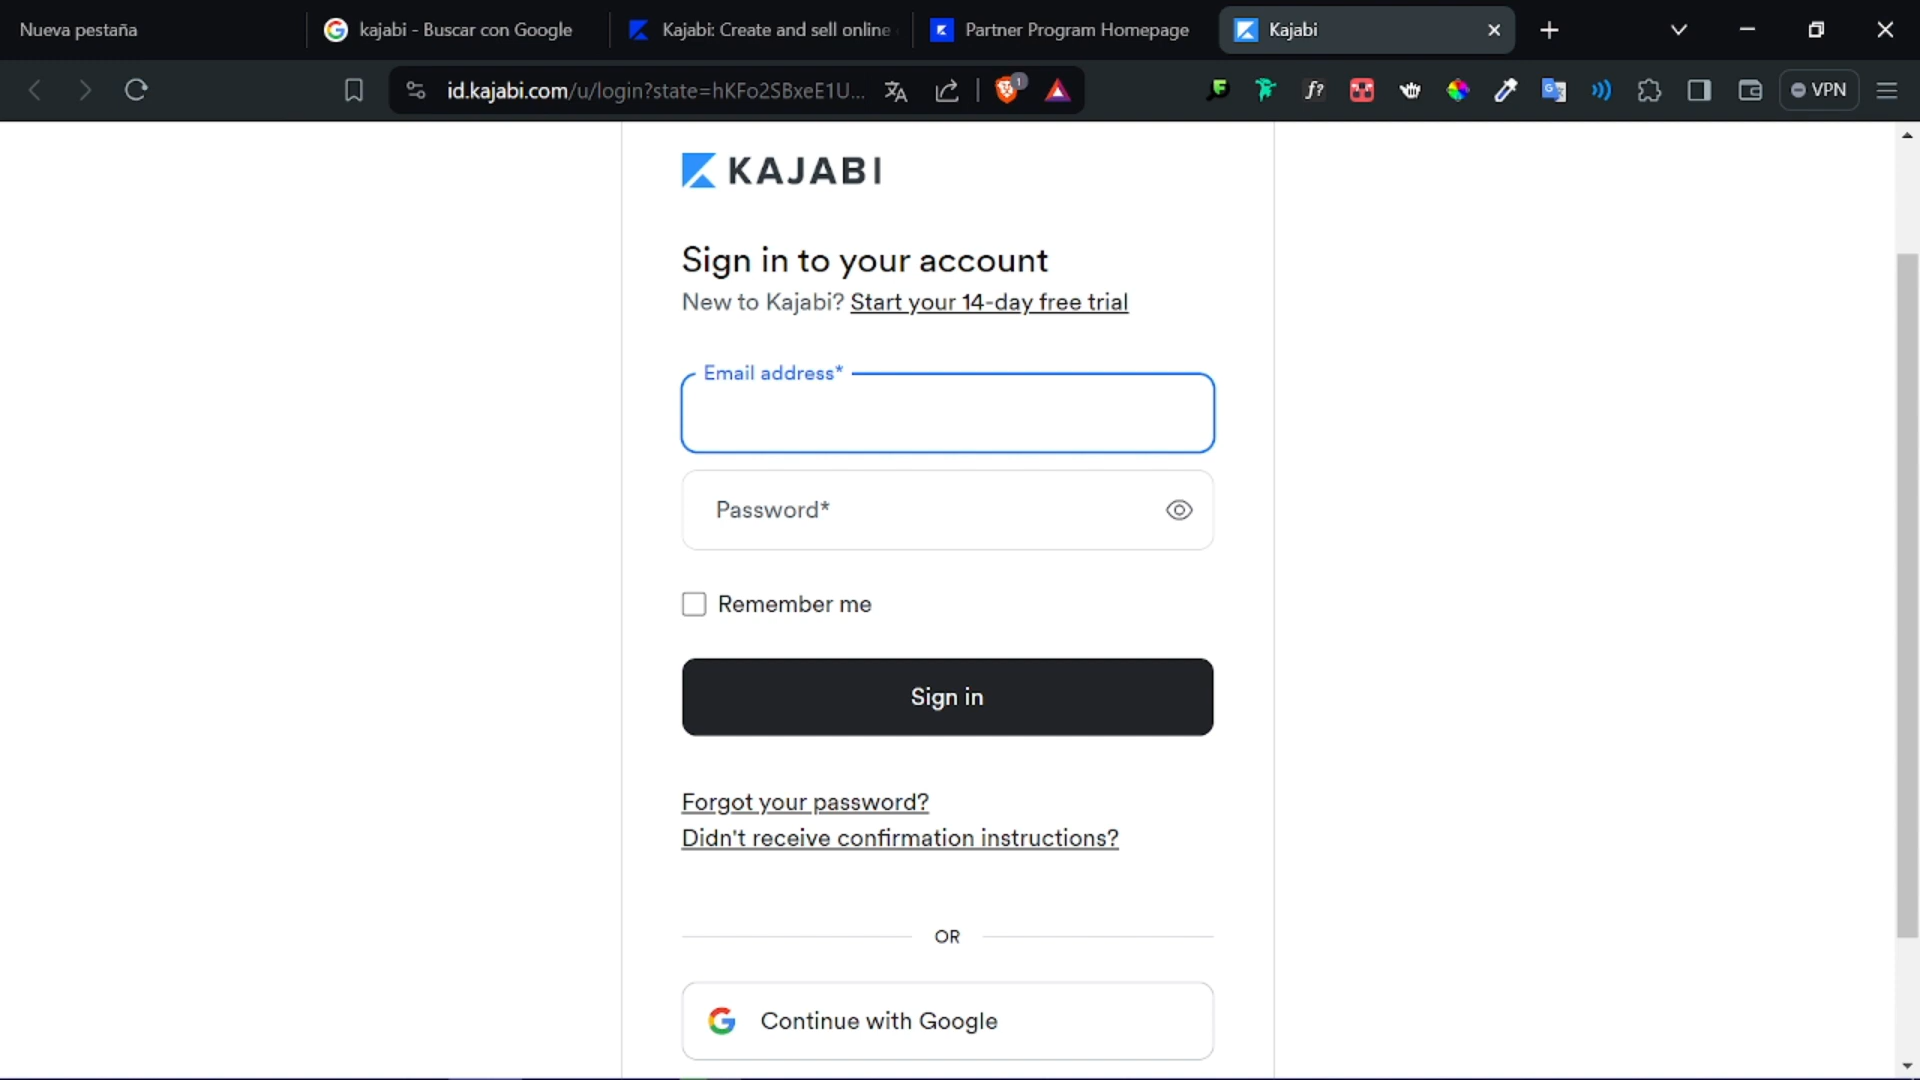 Nueva pestaña
kajabi - Buscar con Google
Kajabi: Create and sell online
Partner Program Homepage
Kajabi
id.kajabi.com/u/login?state=hKFo2SBxeE1U...
1
VPN
KAJABI
Sign in to your account
New to Kajabi? Start your 14-day free trial
Email address*
Password*
Remember me
Sign in
Forgot your password?
Didn't receive confirmation instructions?
OR
Continue with Google